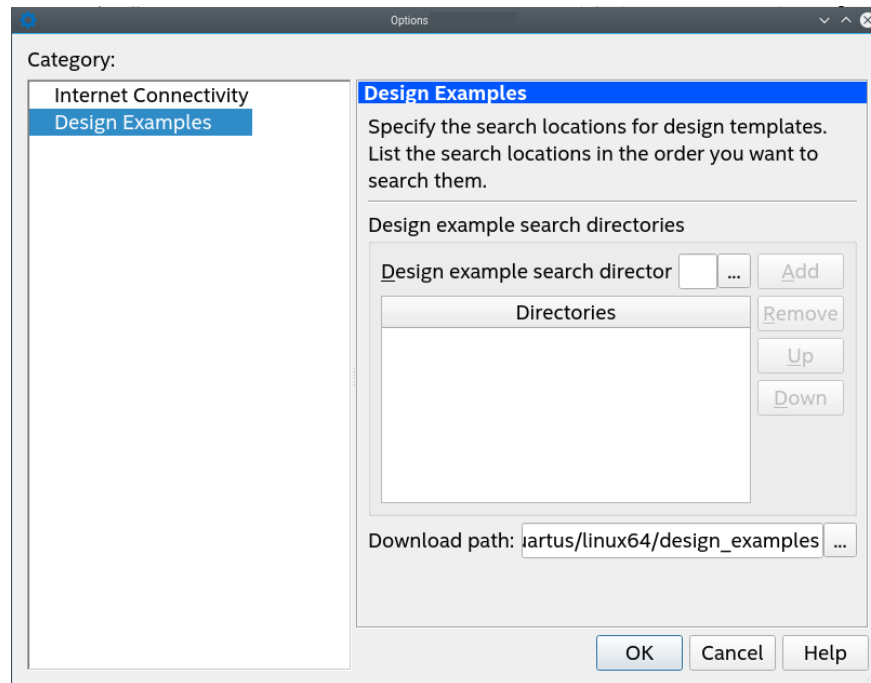 Options
Category:
Internet Connectivity
Design Examples
Design Examples
Specify the search locations for design templates.
List the search locations in the order you want to
search them.
Design example search directories
Design example search director ... Add
Directories
Remove
Up
Down
Download path: uartus/linux64/design_examples ...
OK Cancel Help